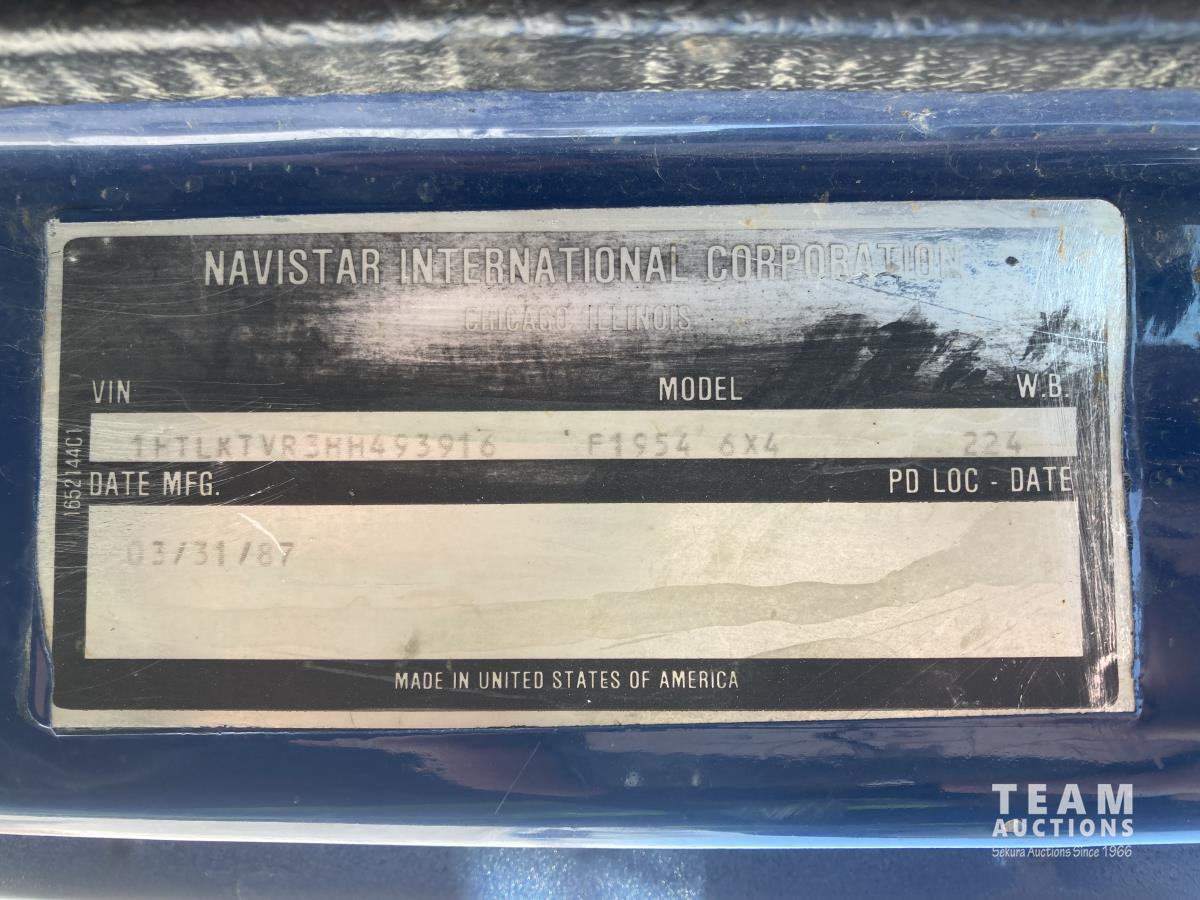 NAVISTAR INTERNATIONAL CORPORATION
CHICAGO, ILLINOIS
VIN MODEL W.B.
1HTLKTVR3HH493916 F1954 6X4 224
1652144C1
DATE MFG. PD LOC - DATE
03/31/87
MADE IN UNITED STATES OF AMERICA
TEAM
AUCTIONS
Sekura Auctions Since 1966